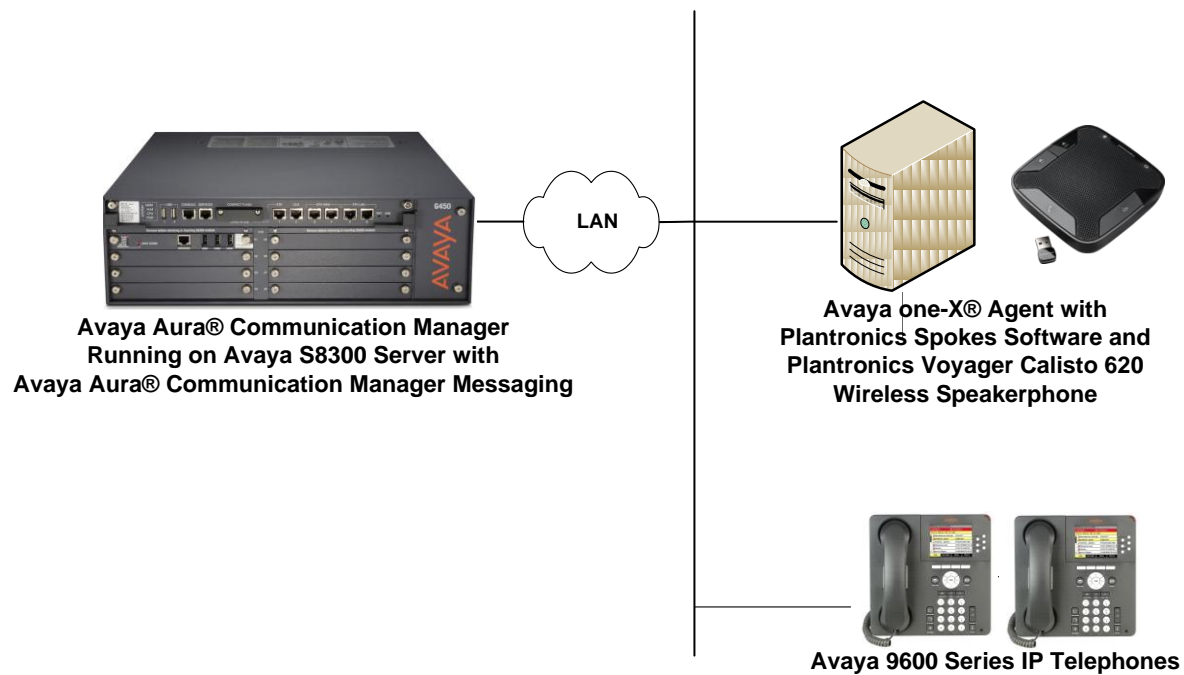 G450
AVAYA
LAN
Avaya Aura® Communication Manager
Running on Avaya S8300 Server with
Avaya Aura® Communication Manager Messaging
Avaya one-X® Agent with
Plantronics Spokes Software and
Plantronics Voyager Calisto 620
Wireless Speakerphone
Avaya 9600 Series IP Telephones